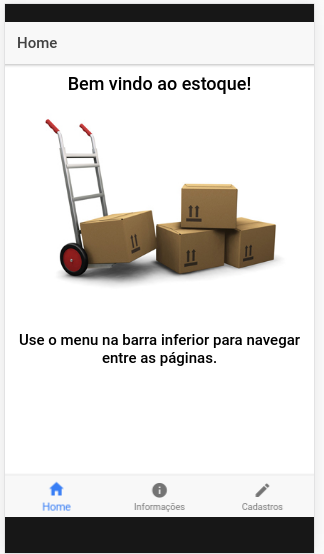 Home
Bem vindo ao estoque!
Use o menu na barra inferior para navegar
entre as páginas.
Home Informações Cadastros